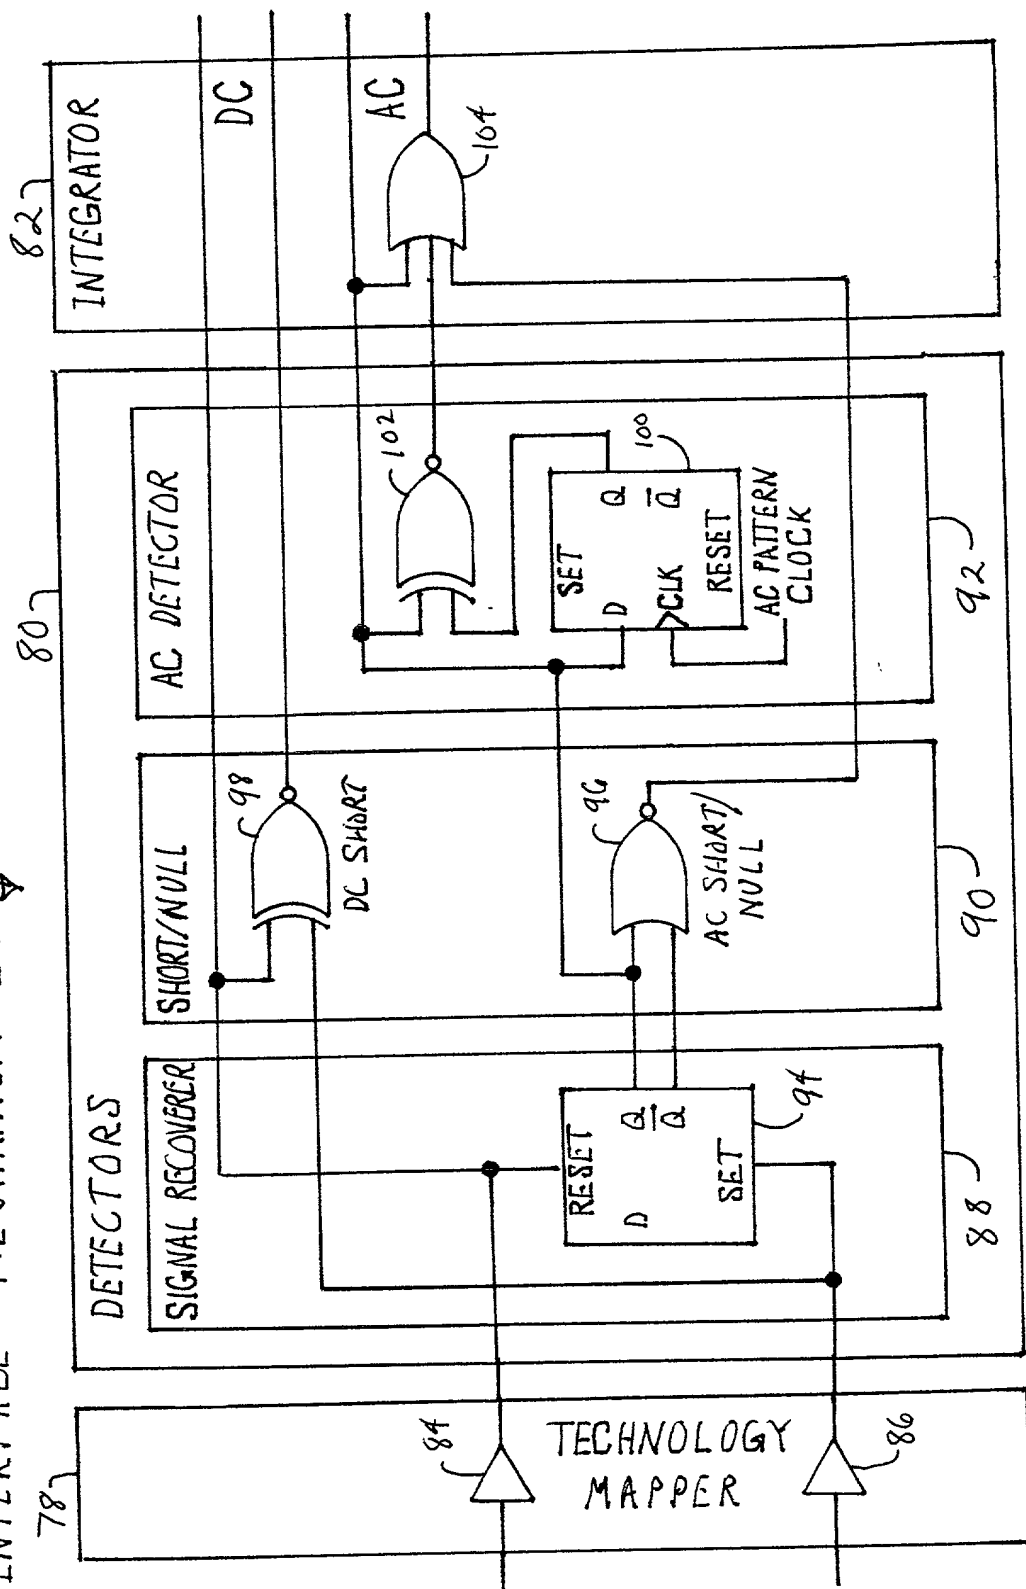 82
INTEGRATOR
DC
AC
104
80
DETECTORS
AC DETECTOR
102
SET
D
Q
Q̅
CLK
RESET
100
AC PATTERN
CLOCK
92
SHORT/NULL
98
DC SHORT
96
AC SHORT/
NULL
90
SIGNAL RECOVERER
RESET
D
Q
Q̅
SET
94
88
78
84
TECHNOLOGY
MAPPER
86